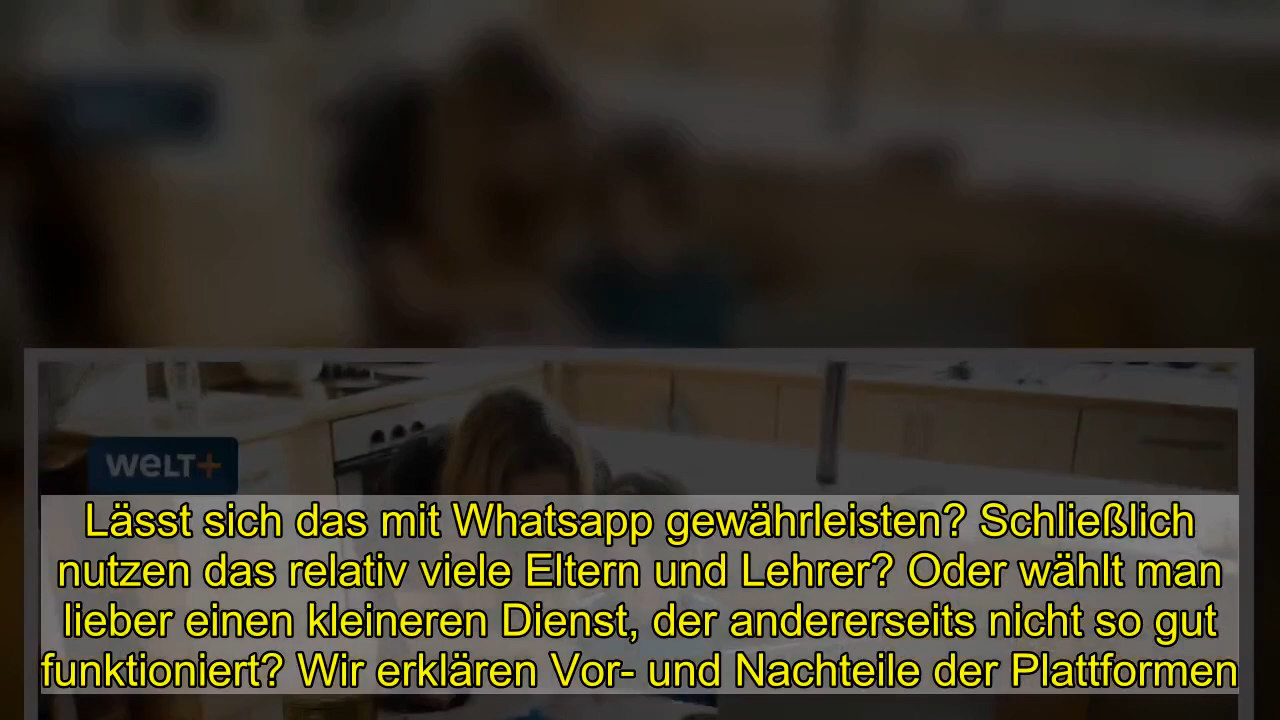 WELT+
Lässt sich das mit Whatsapp gewährleisten? Schließlich
nutzen das relativ viele Eltern und Lehrer? Oder wählt man
lieber einen kleineren Dienst, der andererseits nicht so gut
funktioniert? Wir erklären Vor- und Nachteile der Plattformen